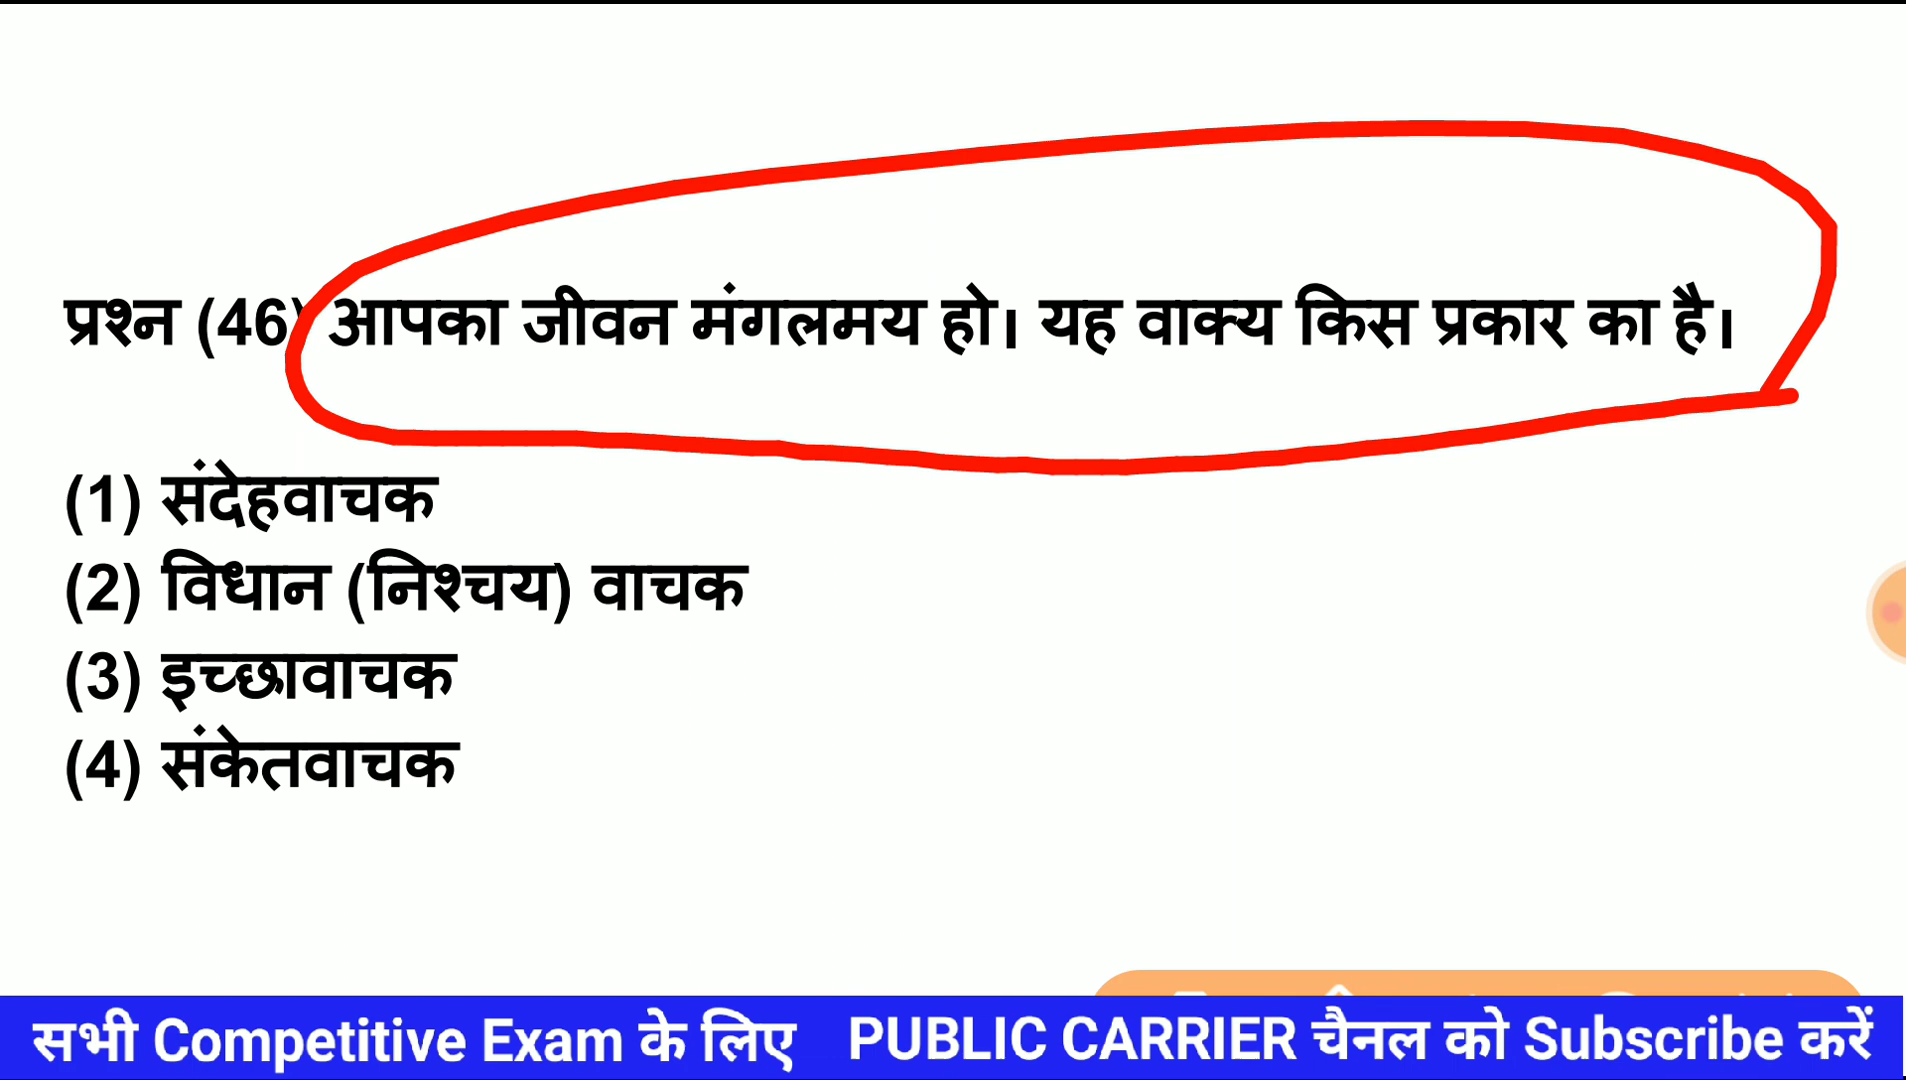 प्रश्न (46) आपका जीवन मंगलमय हो। यह वाक्य किस प्रकार का है।
(1) संदेहवाचक
(2) विधान (निश्चय) वाचक
(3) इच्छावाचक
(4) संकेतवाचक
सभी Competitive Exam के लिए PUBLIC CARRIER चैनल को Subscribe करें